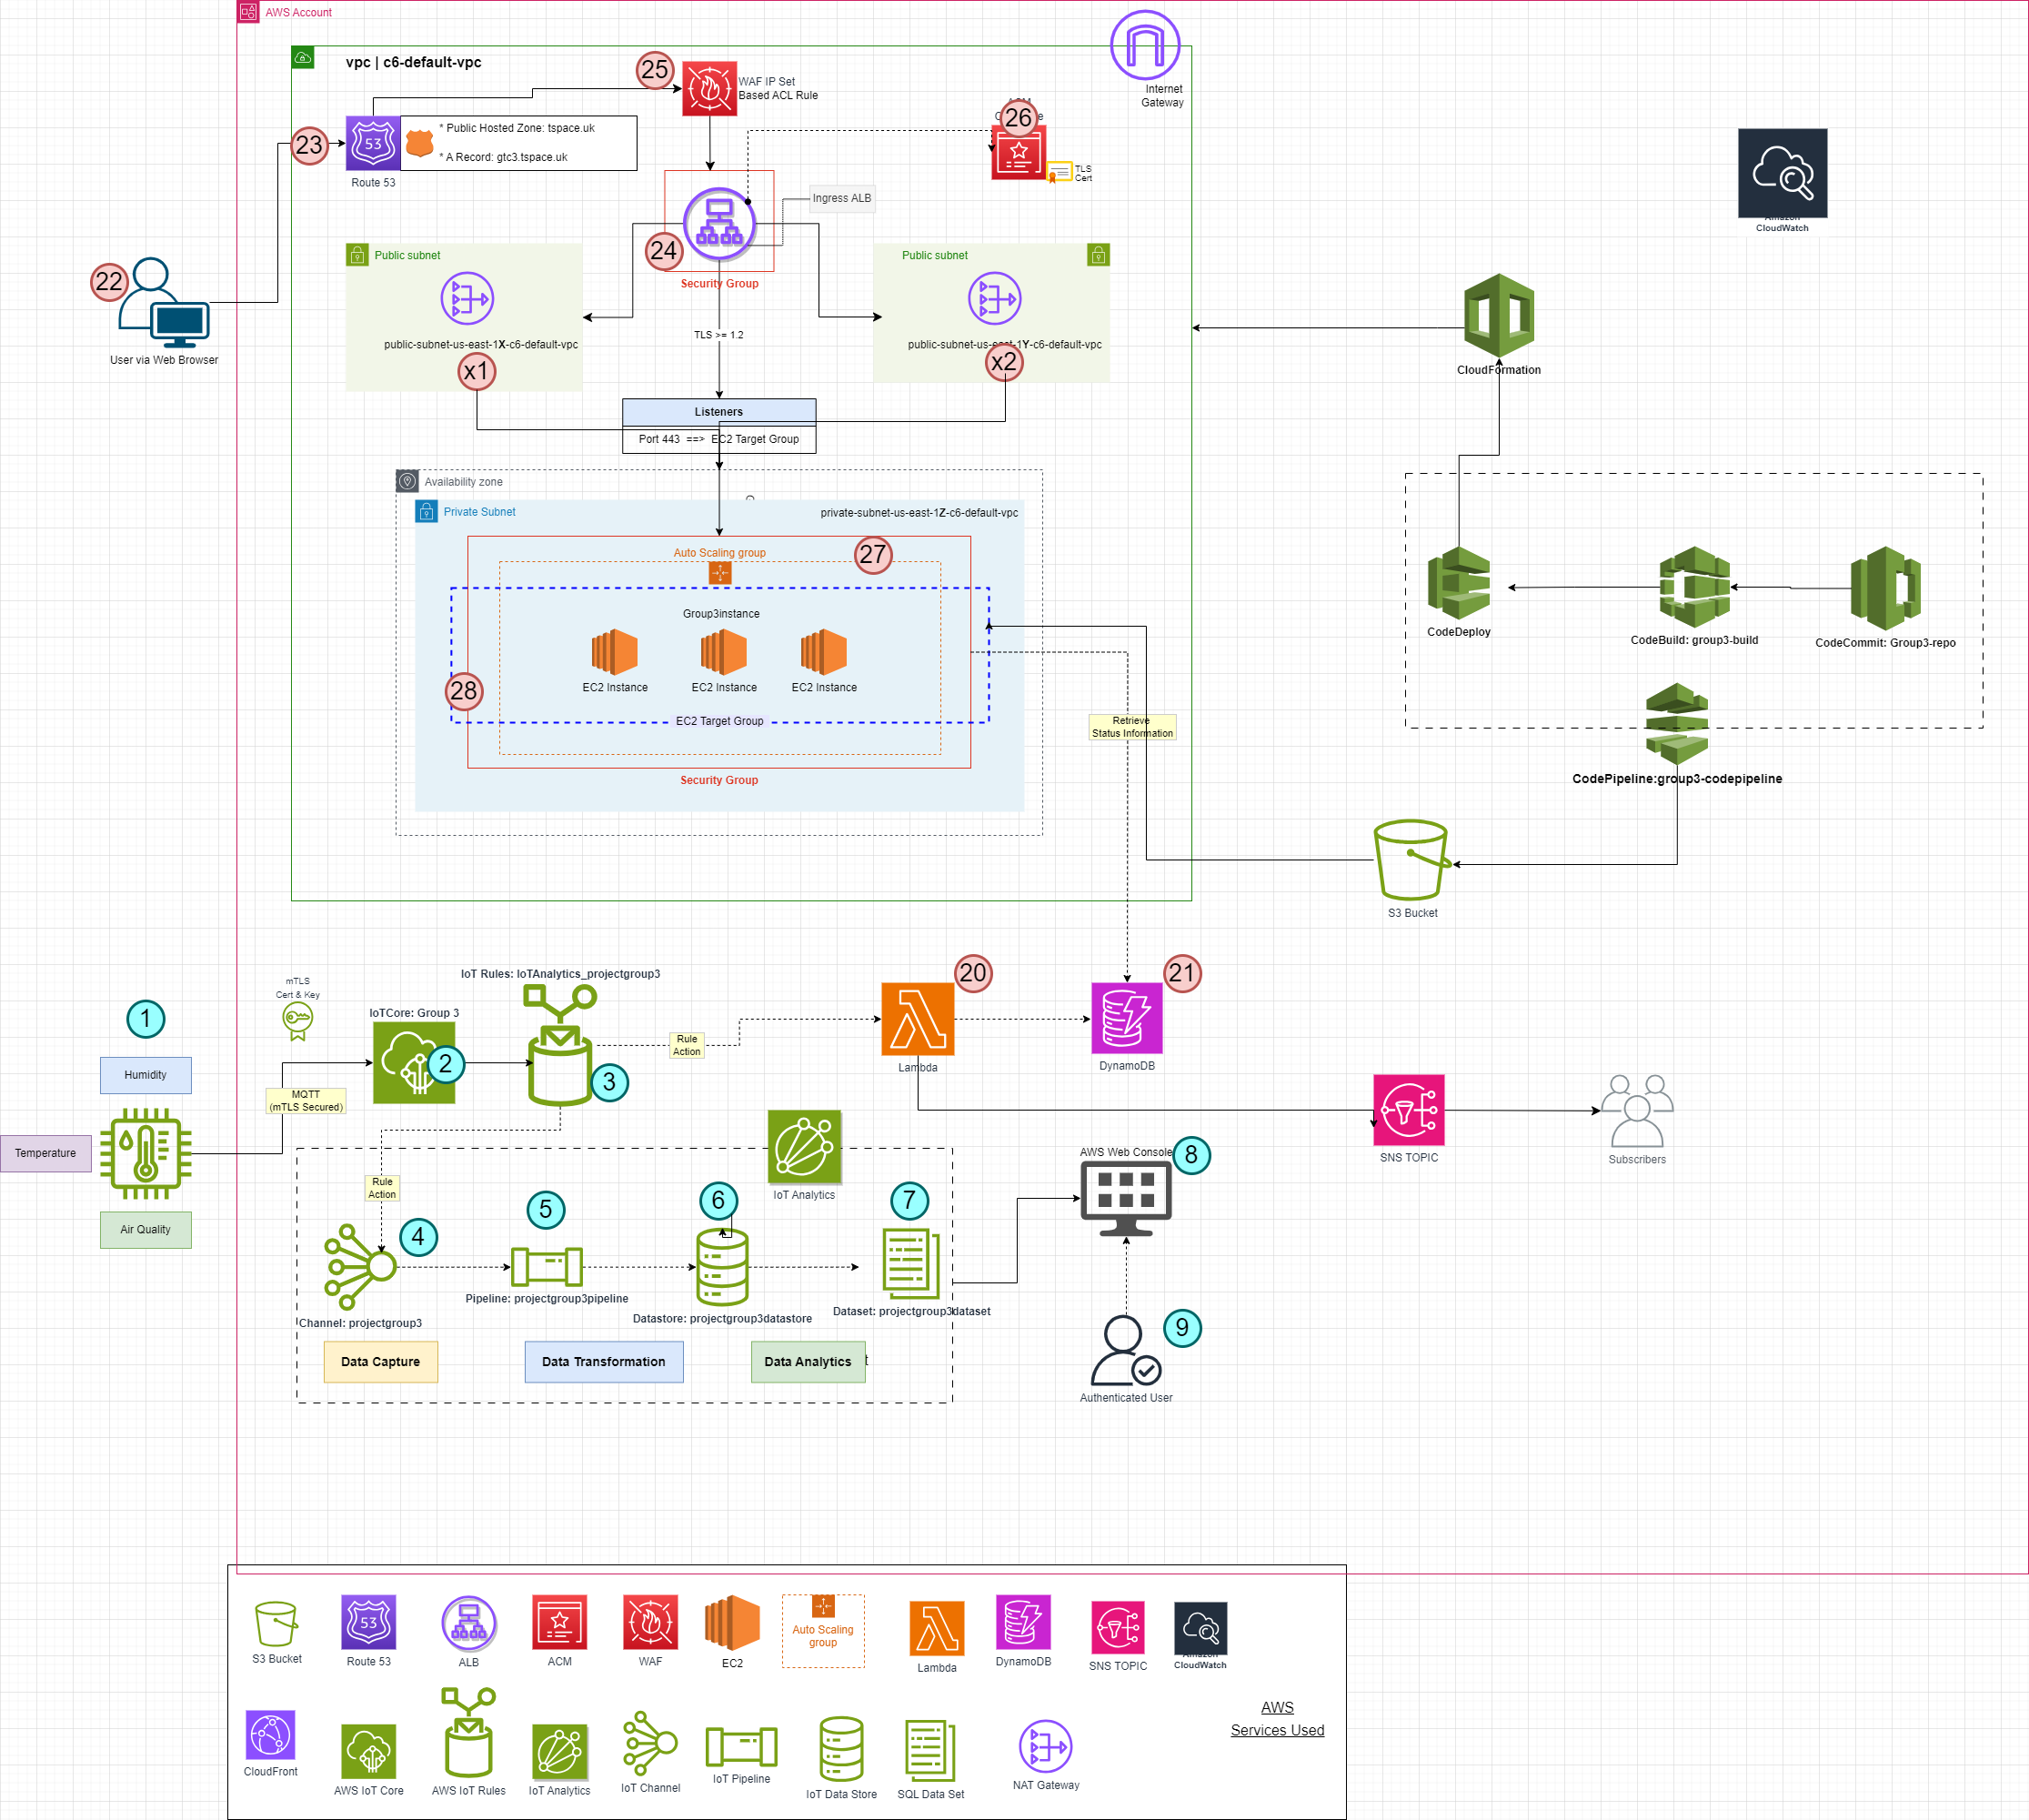 AWS Account
vpc | c6-default-vpc
25
WAF IP Set
Based ACL Rule
Internet
Gateway
26
23
53
* Public Hosted Zone: tspace.uk
* A Record: gtc3.tspace.uk
Route 53
TLS
Cert
Ingress ALB
Amazon
CloudWatch
24
Public subnet
Public subnet
Security Group
22
User via Web Browser
TLS >= 1.2
public-subnet-us-east-1X-c6-default-vpc
public-subnet-us-east-1Y-c6-default-vpc
x1
x2
CloudFormation
Listeners
Port 443 ==> EC2 Target Group
Availability zone
Private Subnet
private-subnet-us-east-1Z-c6-default-vpc
Auto Scaling group
27
Group3instance
EC2 Instance
EC2 Instance
EC2 Instance
28
EC2 Target Group
Security Group
CodeDeploy
CodeBuild: group3-build
CodeCommit: Group3-repo
Retrieve
Status Information
CodePipeline:group3-codepipeline
S3 Bucket
IoT Rules: IoTAnalytics_projectgroup3
20
21
mTLS
Cert & Key
1
IoTCore: Group 3
2
3
Rule
Action
Lambda
DynamoDB
Humidity
MQTT
(mTLS Secured)
Temperature
Air Quality
SNS TOPIC
Subscribers
AWS Web Console
8
IoT Analytics
Rule
Action
4
5
6
7
Channel: projectgroup3
Pipeline: projectgroup3pipeline
Datastore: projectgroup3datastore
Dataset: projectgroup3dataset
9
Authenticated User
Data Capture
Data Transformation
Data Analytics
t
S3 Bucket
53
Route 53
ALB
ACM
WAF
EC2
Auto Scaling
group
Lambda
DynamoDB
SNS TOPIC
Amazon
CloudWatch
CloudFront
AWS IoT Core
AWS IoT Rules
IoT Analytics
IoT Channel
IoT Pipeline
IoT Data Store
SQL Data Set
NAT Gateway
AWS
Services Used